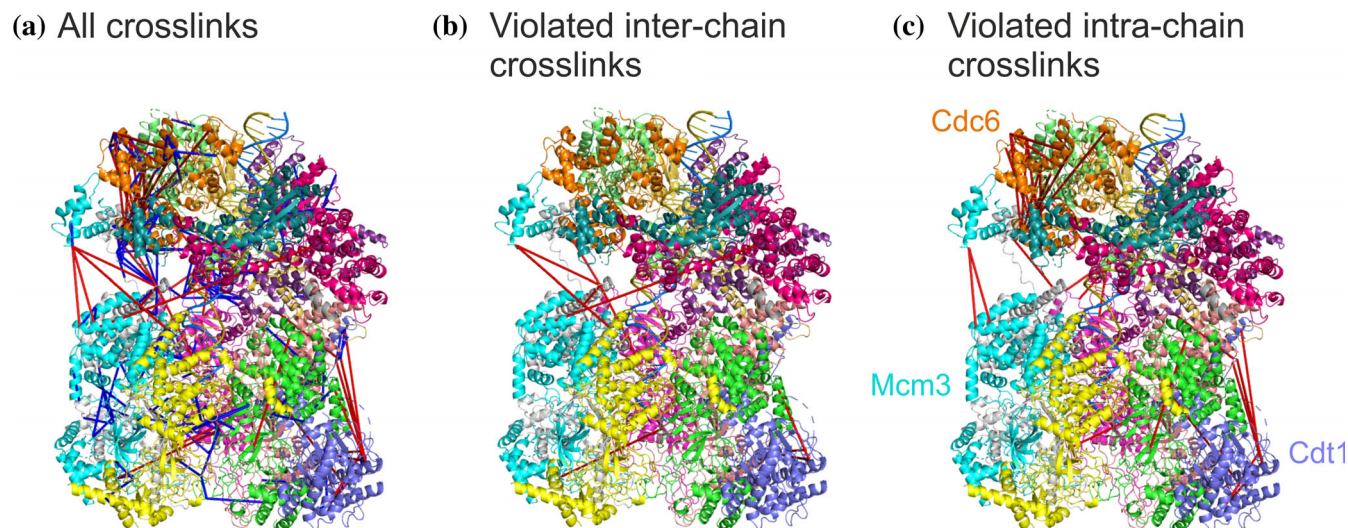 (a) All crosslinks
(b) Violated inter-chain
crosslinks
(c) Violated intra-chain
crosslinks
Cdc6
Mcm3
Cdt1